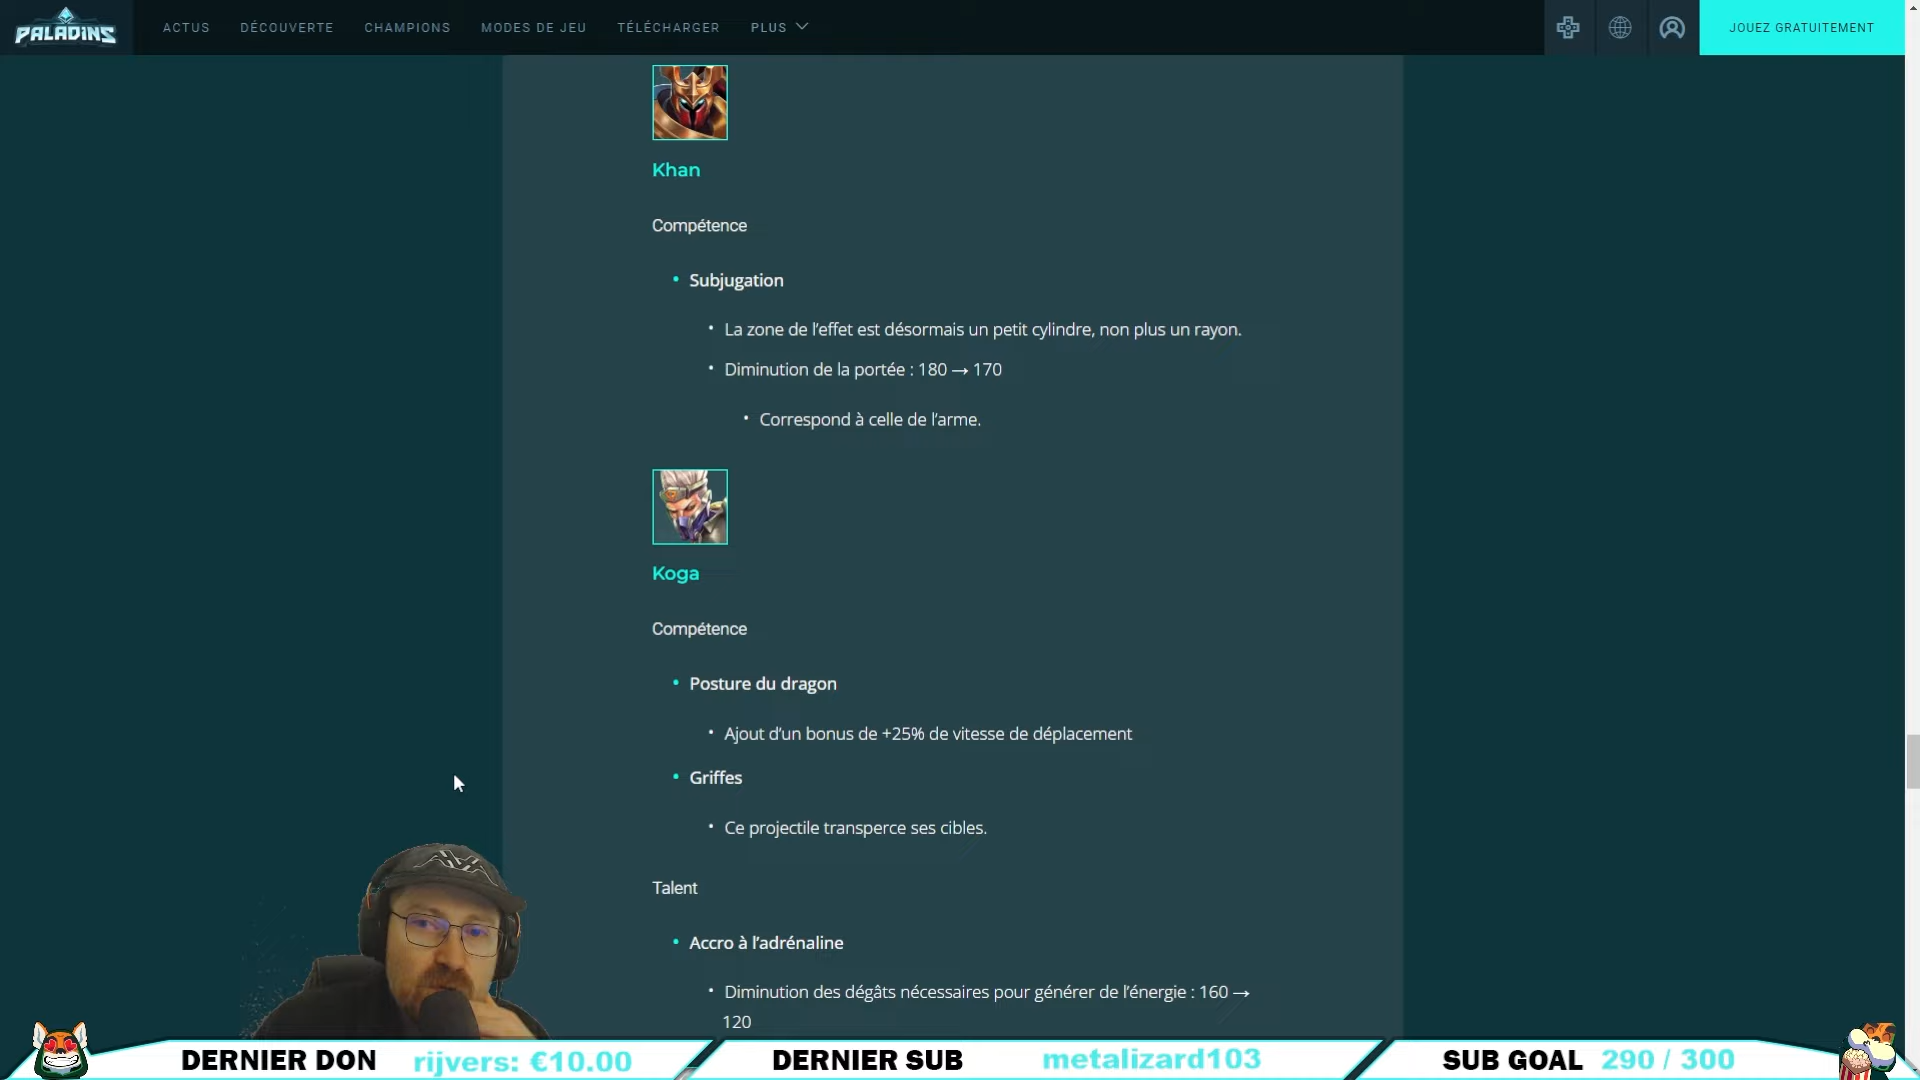 PALADINS
ACTUS
DÉCOUVERTE
CHAMPIONS
MODES DE JEU
TÉLÉCHARGER
PLUS
JOUEZ GRATUITEMENT
Khan
Compétence
• Subjugation
• La zone de l’effet est désormais un petit cylindre, non plus un rayon.
• Diminution de la portée : 180 → 170
• Correspond à celle de l’arme.
Koga
Compétence
• Posture du dragon
• Ajout d’un bonus de +25% de vitesse de déplacement
• Griffes
• Ce projectile transperce ses cibles.
Talent
• Accro à l’adrénaline
• Diminution des dégâts nécessaires pour générer de l’énergie : 160 →
120
DERNIER DON rijvers: €10.00
DERNIER SUB metalizard103
SUB GOAL 290 / 300